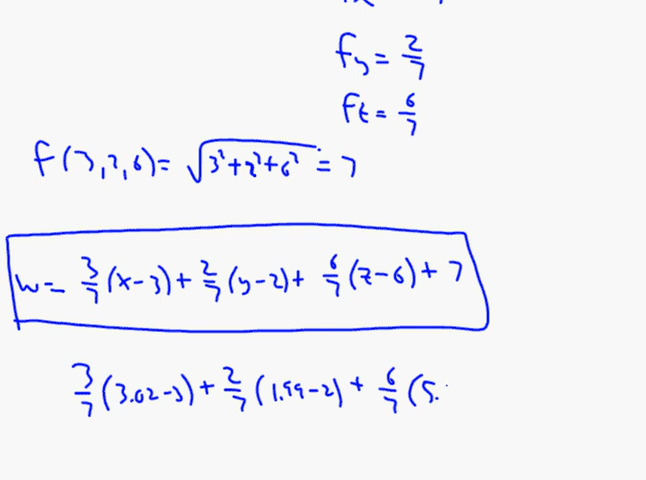 fy = 2/7
ft = 6/7
f(3,2,6) = √(3²+2²+6²) = 7
w = 3/7 (x-3) + 2/7 (y-2) + 6/7 (z-6) + 7
3/7 (3.02-3) + 2/7 (1.99-2) + 6/7 (5.